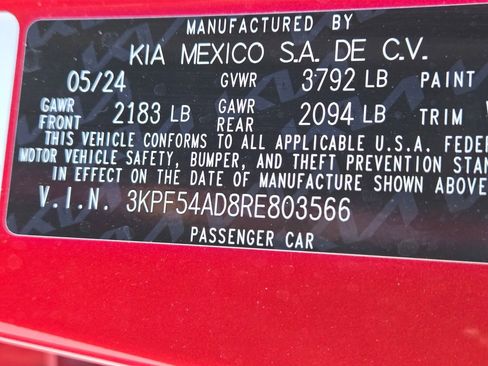 MANUFACTURED BY
KIA MEXICO S.A. DE C.V.
05/24 GVWR 3792 LB PAINT
GAWR FRONT 2183 LB GAWR REAR 2094 LB TRIM
THIS VEHICLE CONFORMS TO ALL APPLICABLE U.S.A. FEDER
MOTOR VEHICLE SAFETY, BUMPER, AND THEFT PREVENTION STAN
IN EFFECT ON THE DATE OF MANUFACTURE SHOWN ABOVE
V.I.N. 3KPF54AD8RE803566
PASSENGER CAR